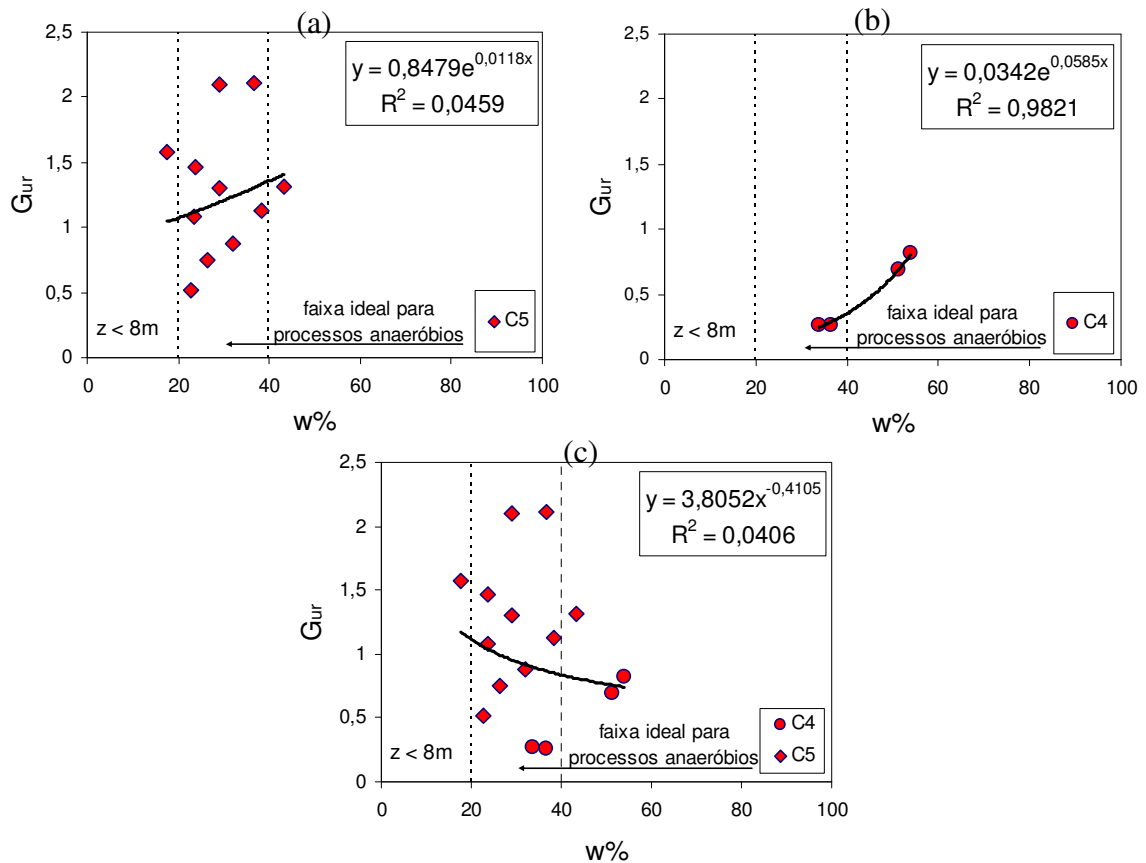 (a)
2,5
2
1,5
1
0,5
0
Gur
y = 0,8479e^0,0118x
R² = 0,0459
faixa ideal para
processos anaeróbios
z < 8m
C5
0 20 40 60 80 100
w%
(b)
2,5
2
1,5
1
0,5
0
Gur
y = 0,0342e^0,0585x
R² = 0,9821
faixa ideal para
processos anaeróbios
z < 8m
C4
0 20 40 60 80 100
w%
(c)
2,5
2
1,5
1
0,5
0
Gur
y = 3,8052x^-0,4105
R² = 0,0406
faixa ideal para
processos anaeróbios
z < 8m
C4
C5
0 20 40 60 80 100
w%